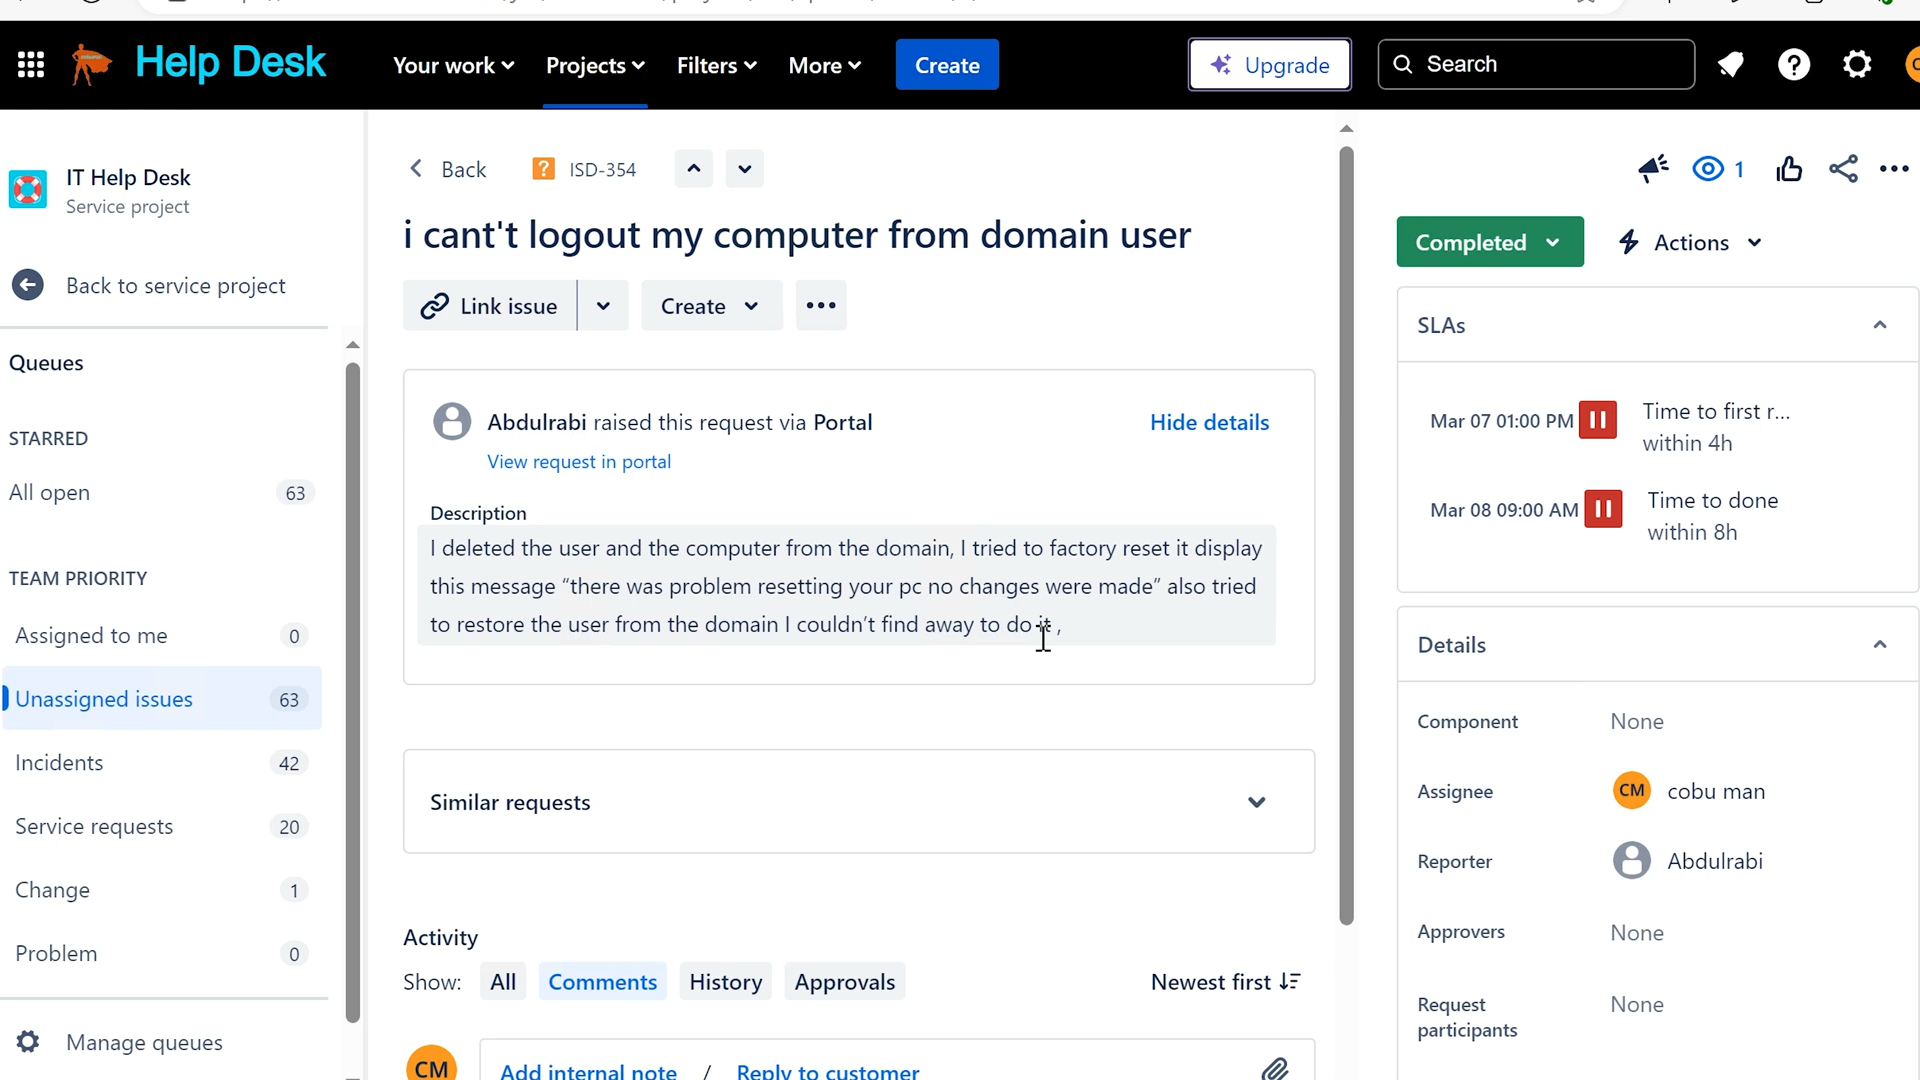 Help Desk
Your work
Projects
Filters
More
Create
Upgrade
Search
IT Help Desk
Service project
Back to service project
Queues
STARRED
All open 63
TEAM PRIORITY
Assigned to me 0
Unassigned issues 63
Incidents 42
Service requests 20
Change 1
Problem 0
Manage queues
Back
ISD-354
i cant't logout my computer from domain user
Link issue
Create
Abdulrabi raised this request via Portal
Hide details
View request in portal
Description
I deleted the user and the computer from the domain, I tried to factory reset it display
this message “there was problem resetting your pc no changes were made” also tried
to restore the user from the domain I couldn’t find away to do it ,
Similar requests
Activity
Show: All Comments History Approvals
Newest first
CM
Add internal note / Reply to customer
1
Completed
Actions
SLAs
Mar 07 01:00 PM
Time to first r...
within 4h
Mar 08 09:00 AM
Time to done
within 8h
Details
Component None
Assignee CM cobu man
Reporter Abdulrabi
Approvers None
Request
participants
None